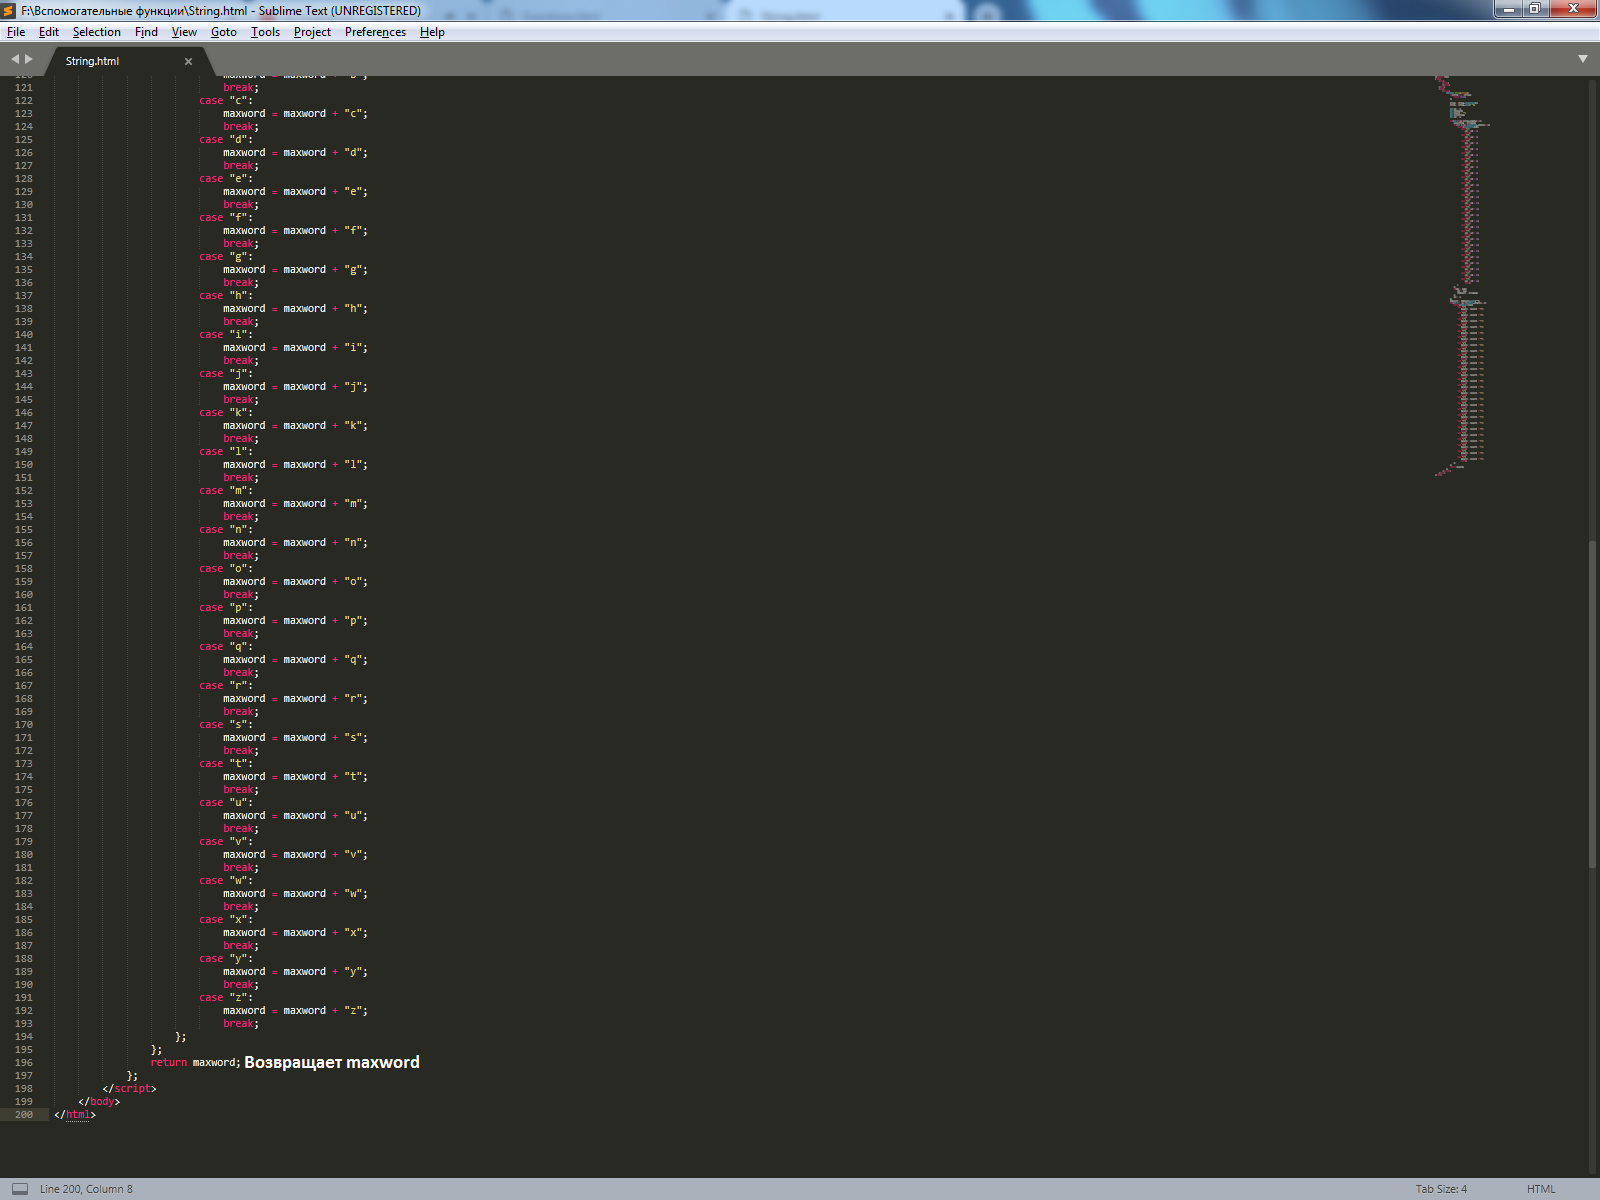 F:\Вспомогательные функции\String.html - Sublime Text (UNREGISTERED)
File Edit Selection Find View Goto Tools Project Preferences Help
String.html
121 break;
122 case "c":
123 maxword = maxword + "c";
124 break;
125 case "d":
126 maxword = maxword + "d";
127 break;
128 case "e":
129 maxword = maxword + "e";
130 break;
131 case "f":
132 maxword = maxword + "f";
133 break;
134 case "g":
135 maxword = maxword + "g";
136 break;
137 case "h":
138 maxword = maxword + "h";
139 break;
140 case "i":
141 maxword = maxword + "i";
142 break;
143 case "j":
144 maxword = maxword + "j";
145 break;
146 case "k":
147 maxword = maxword + "k";
148 break;
149 case "l":
150 maxword = maxword + "l";
151 break;
152 case "m":
153 maxword = maxword + "m";
154 break;
155 case "n":
156 maxword = maxword + "n";
157 break;
158 case "o":
159 maxword = maxword + "o";
160 break;
161 case "p":
162 maxword = maxword + "p";
163 break;
164 case "q":
165 maxword = maxword + "q";
166 break;
167 case "r":
168 maxword = maxword + "r";
169 break;
170 case "s":
171 maxword = maxword + "s";
172 break;
173 case "t":
174 maxword = maxword + "t";
175 break;
176 case "u":
177 maxword = maxword + "u";
178 break;
179 case "v":
180 maxword = maxword + "v";
181 break;
182 case "w":
183 maxword = maxword + "w";
184 break;
185 case "x":
186 maxword = maxword + "x";
187 break;
188 case "y":
189 maxword = maxword + "y";
190 break;
191 case "z":
192 maxword = maxword + "z";
193 break;
194 };
195 };
196 return maxword; Возвращает maxword
197 };
198 </script>
199 </body>
200 </html>
Line 200, Column 8 Tab Size: 4 HTML